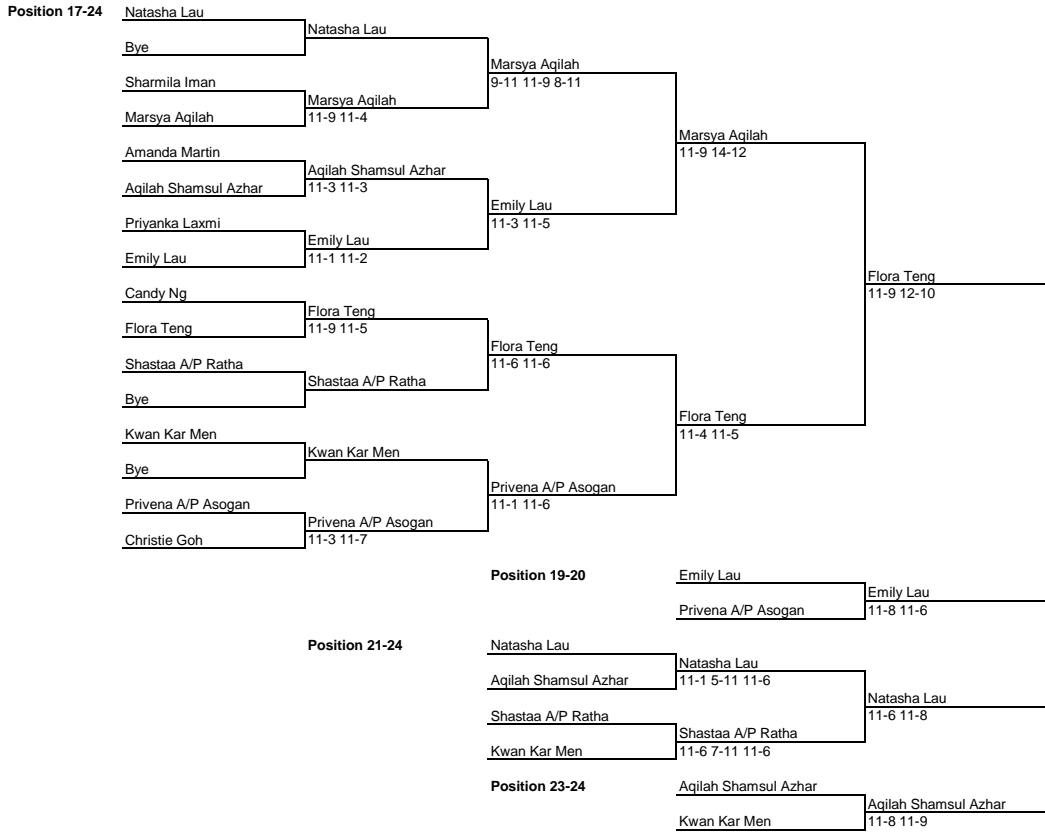 Position 17-24
Natasha Lau
Natasha Lau
Bye
Marsya Aqilah
9-11 11-9 8-11
Sharmila Iman
Marsya Aqilah
11-9 11-4
Marsya Aqilah
Marsya Aqilah
11-9 14-12
Amanda Martin
Aqilah Shamsul Azhar
11-3 11-3
Aqilah Shamsul Azhar
Emily Lau
11-3 11-5
Priyanka Laxmi
Emily Lau
11-1 11-2
Emily Lau
Flora Teng
11-9 12-10
Candy Ng
Flora Teng
11-9 11-5
Flora Teng
Flora Teng
11-6 11-6
Shastaa A/P Ratha
Shastaa A/P Ratha
Bye
Flora Teng
11-4 11-5
Kwan Kar Men
Kwan Kar Men
Bye
Privena A/P Asogan
11-1 11-6
Privena A/P Asogan
Privena A/P Asogan
11-3 11-7
Christie Goh
Position 19-20
Emily Lau
Emily Lau
11-8 11-6
Privena A/P Asogan
Position 21-24
Natasha Lau
Natasha Lau
11-1 5-11 11-6
Aqilah Shamsul Azhar
Natasha Lau
11-6 11-8
Shastaa A/P Ratha
Shastaa A/P Ratha
11-6 7-11 11-6
Kwan Kar Men
Position 23-24
Aqilah Shamsul Azhar
Aqilah Shamsul Azhar
11-8 11-9
Kwan Kar Men